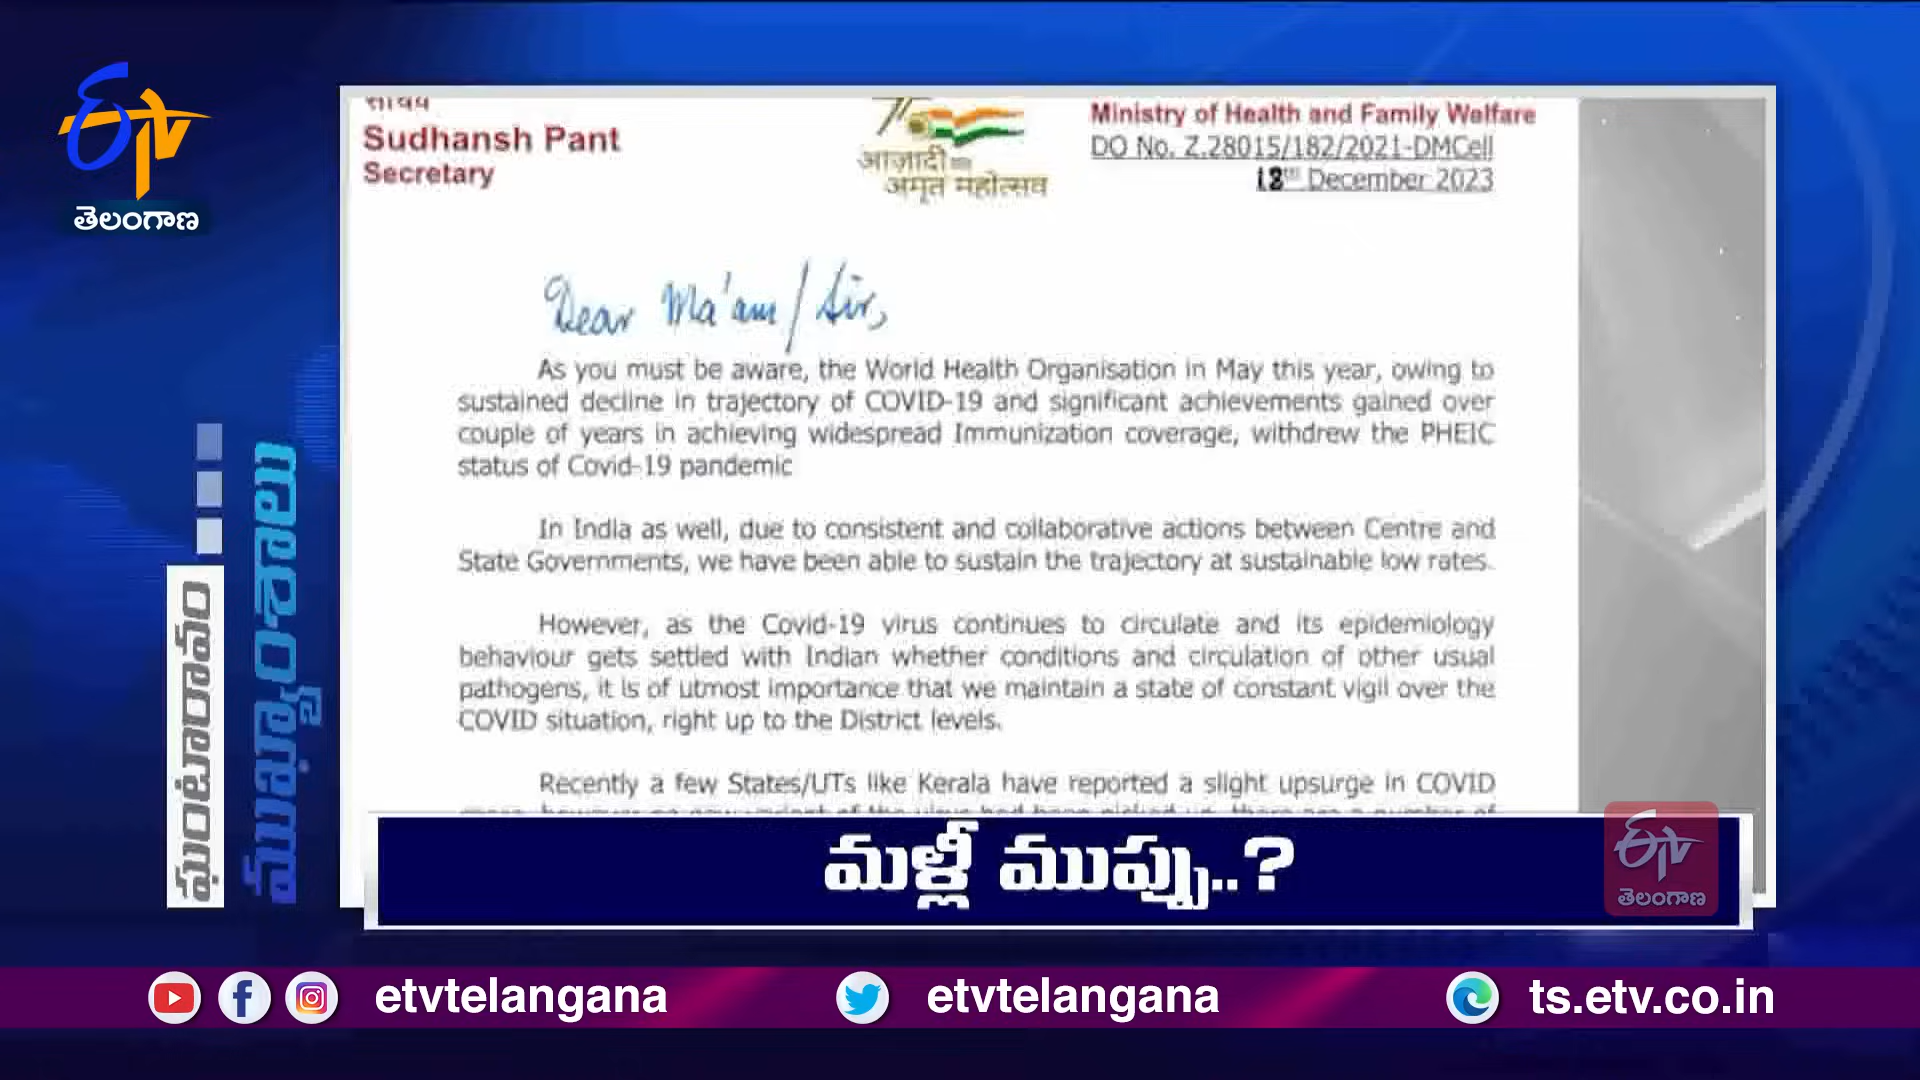 ETV
తెలంగాణ
ఘంటారావం
ముఖ్యాంశాలు
सचिव
Sudhansh Pant
Secretary
आज़ादी का
अमृत महोत्सव
Ministry of Health and Family Welfare
DO No. Z.28015/182/2021-DMCell
18th December 2023
Dear Ma'am/Sir,
As you must be aware, the World Health Organisation in May this year, owing to
sustained decline in trajectory of COVID-19 and significant achievements gained over
couple of years in achieving widespread Immunization coverage, withdrew the PHEIC
status of Covid-19 pandemic
In India as well, due to consistent and collaborative actions between Centre and
State Governments, we have been able to sustain the trajectory at sustainable low rates.
However, as the Covid-19 virus continues to circulate and its epidemiology
behaviour gets settled with Indian whether conditions and circulation of other usual
pathogens, it is of utmost importance that we maintain a state of constant vigil over the
COVID situation, right up to the District levels.
Recently a few States/UTs like Kerala have reported a slight upsurge in COVID
మళ్లీ ముప్పు..?
ETV
తెలంగాణ
etvtelangana
etvtelangana
ts.etv.co.in